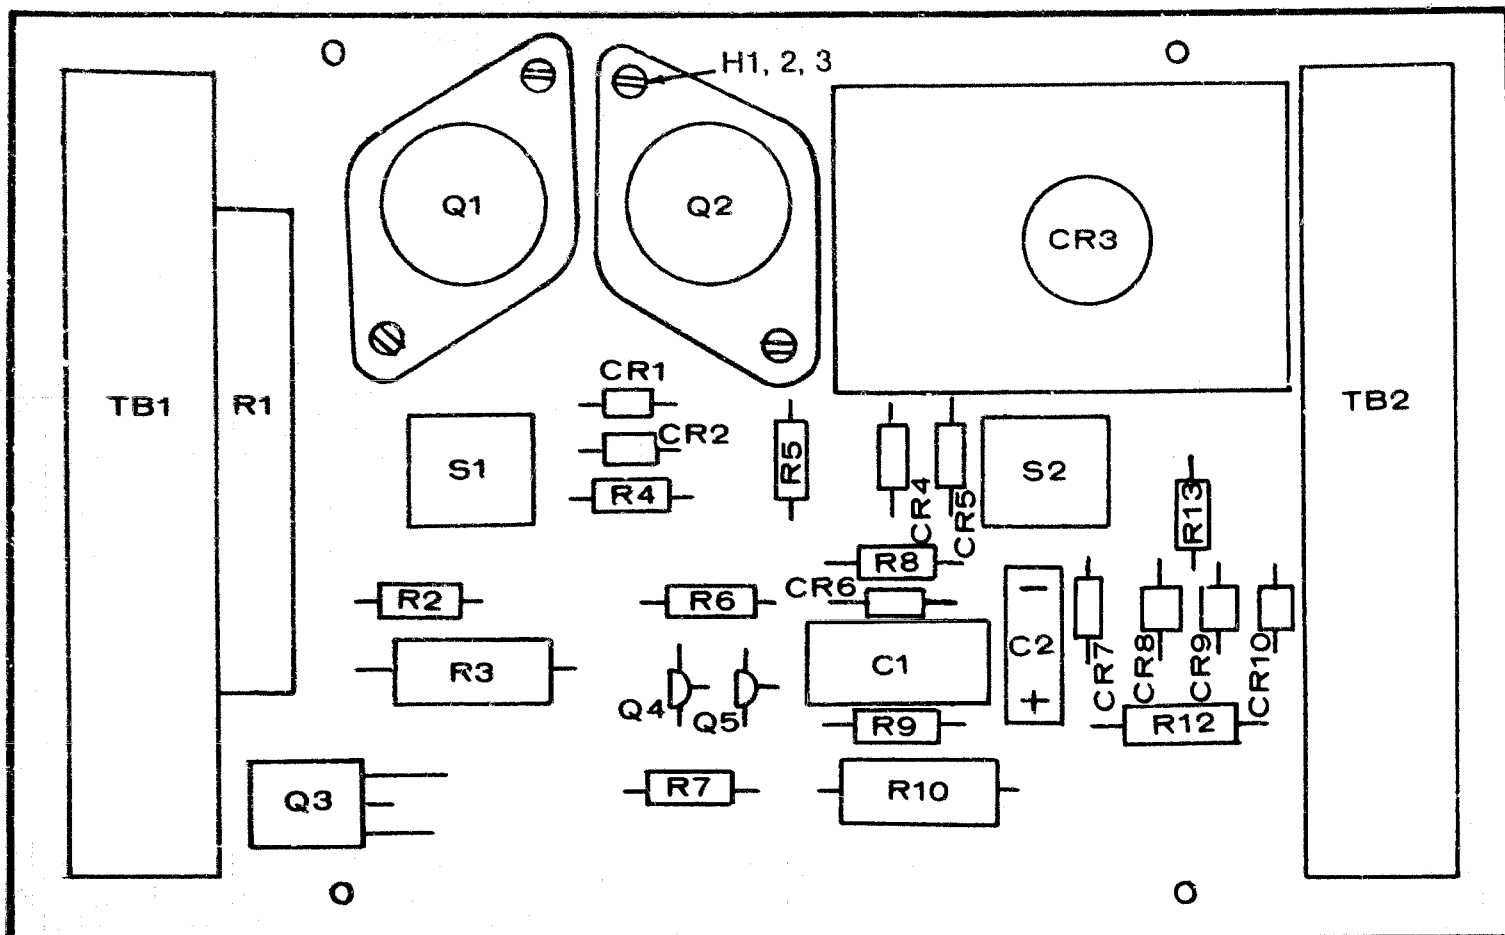 H1, 2, 3
Q1
Q2
CR3
TB1
R1
CR1
CR2
TB2
S1
R4
R5
CR4
CR5
S2
R13
R8
R2
R6
CR6
R3
C1
- C2 +
CR7
CR8
CR9
CR10
Q4
Q5
R9
R12
Q3
R7
R10